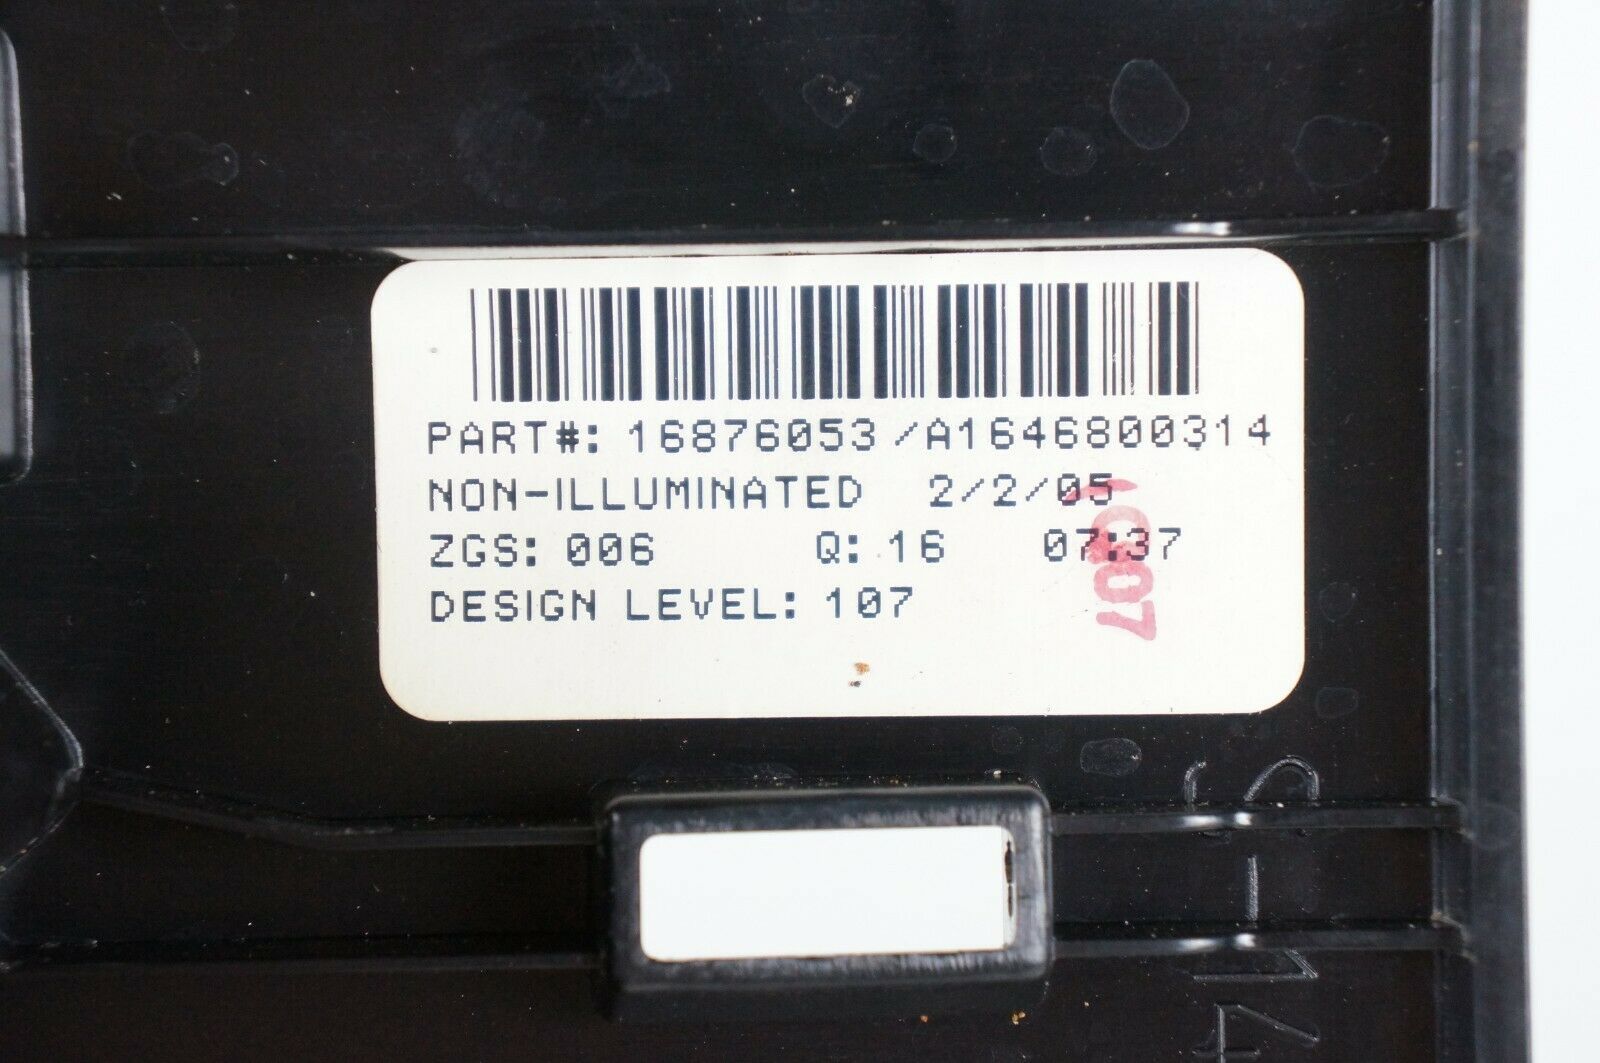 PART#: 16876053/A1646800314
NON-ILLUMINATED 2/2/05
ZGS: 006 Q: 16 07:37
DESIGN LEVEL: 107